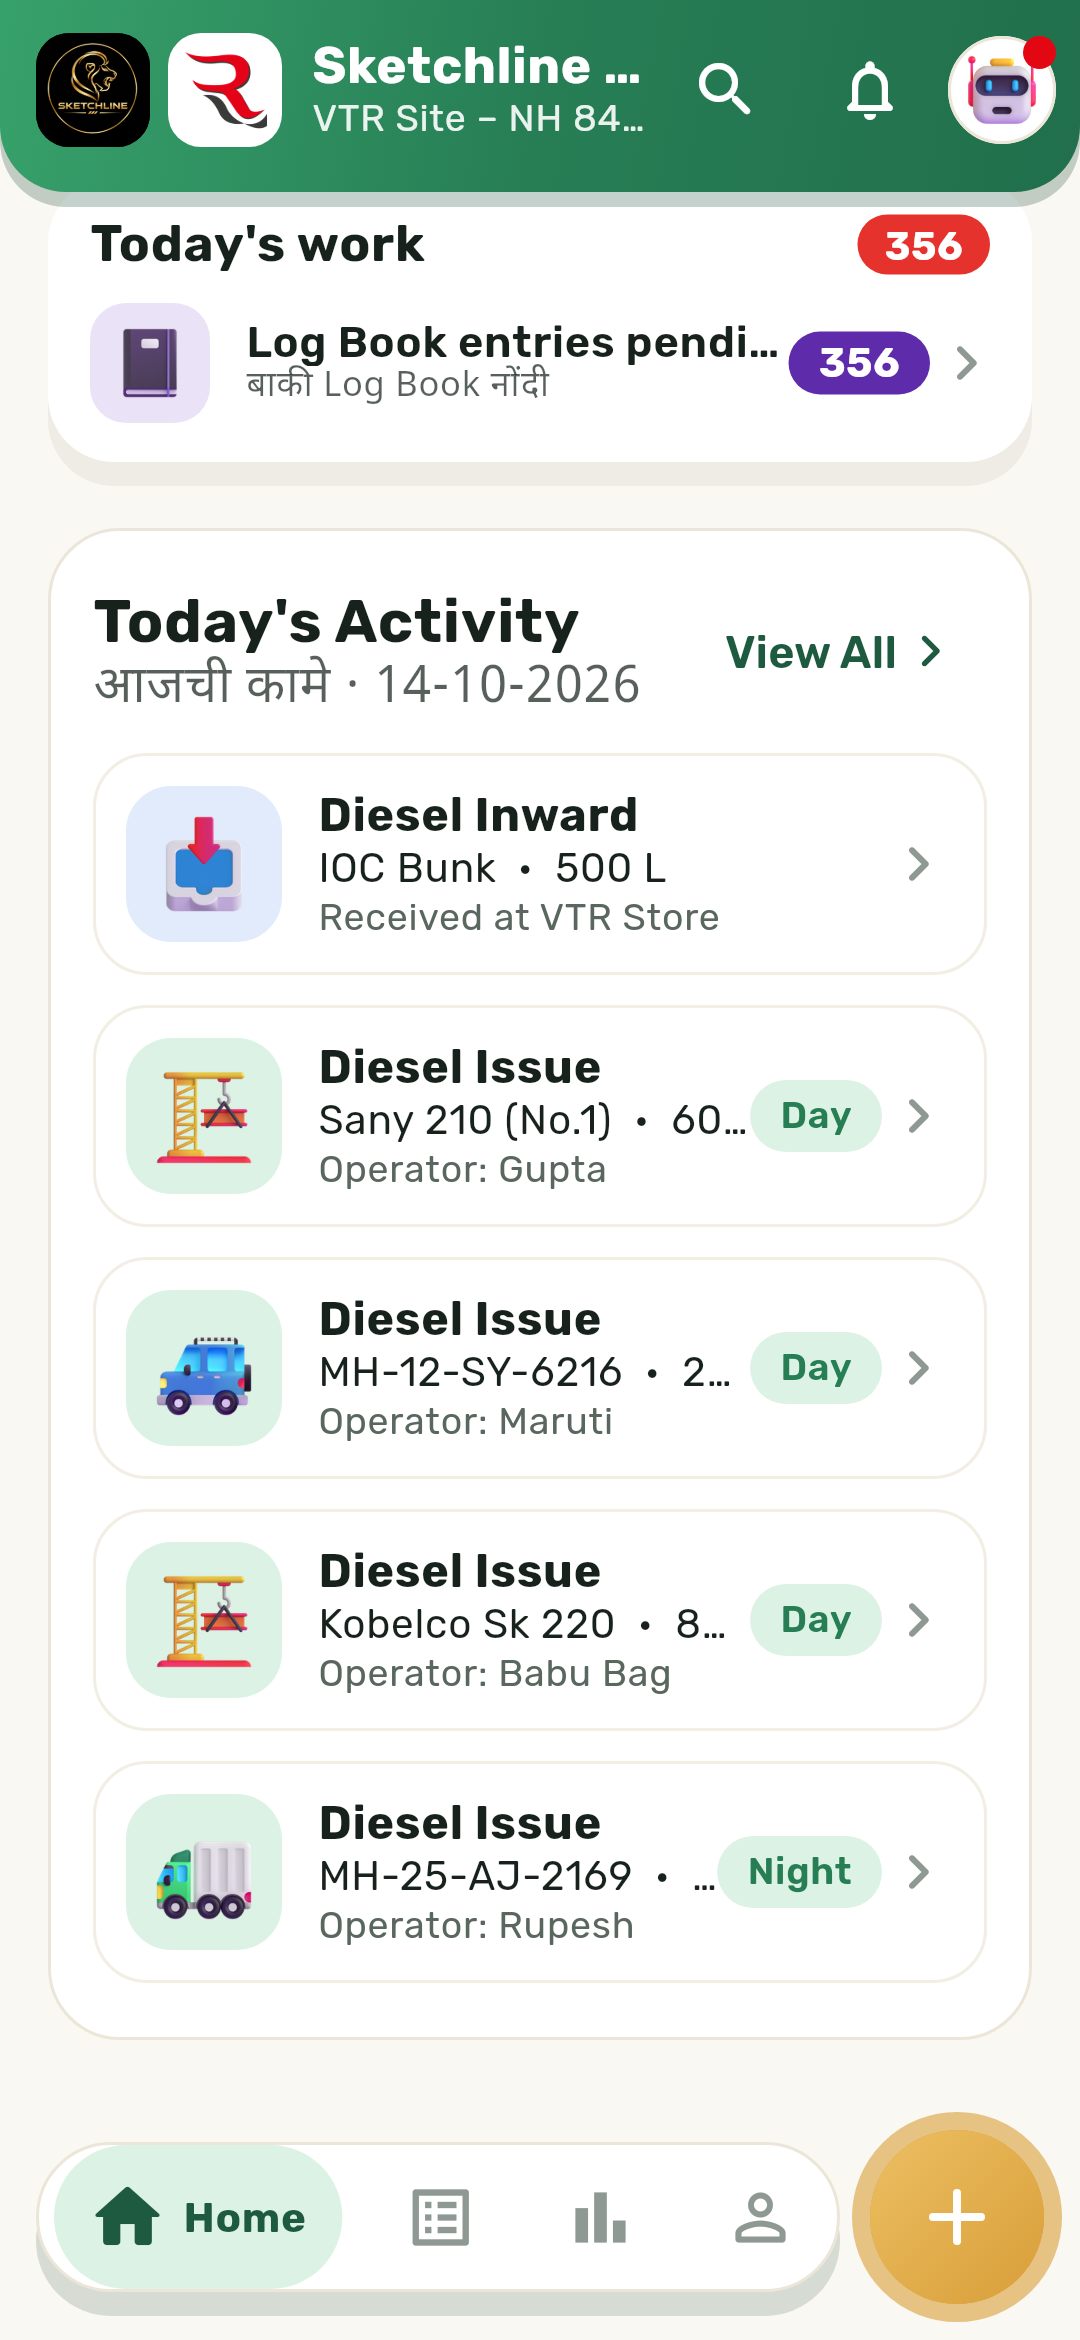 SKETCHLINE
Sketchline ...
VTR Site – NH 84...
Today's work
356
Log Book entries pendi...
356
बाकी Log Book नोंदी
Today's Activity
आजची कामे · 14-10-2026
View All
Diesel Inward
IOC Bunk • 500 L
Received at VTR Store
Diesel Issue
Sany 210 (No.1) • 60...
Day
Operator: Gupta
Diesel Issue
MH-12-SY-6216 • 2...
Day
Operator: Maruti
Diesel Issue
Kobelco Sk 220 • 8...
Day
Operator: Babu Bag
Diesel Issue
MH-25-AJ-2169 • ...
Night
Operator: Rupesh
Home